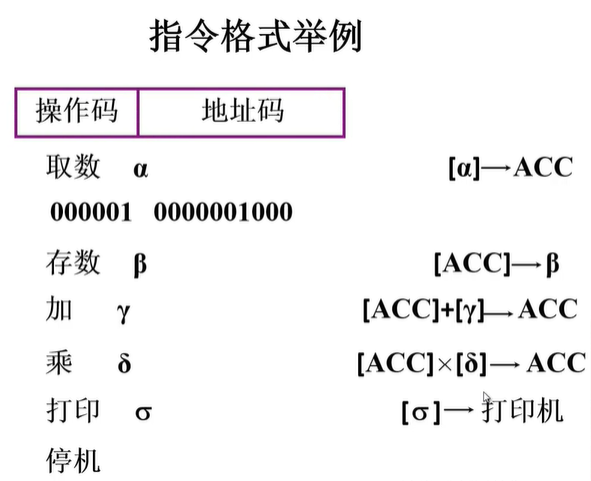 指令格式举例
操作码 地址码
取数 α [α]→ACC
000001 0000001000
存数 β [ACC]→β
加 γ [ACC]+[γ]→ACC
乘 δ [ACC]×[δ]→ACC
打印 σ [σ]→打印机
停机